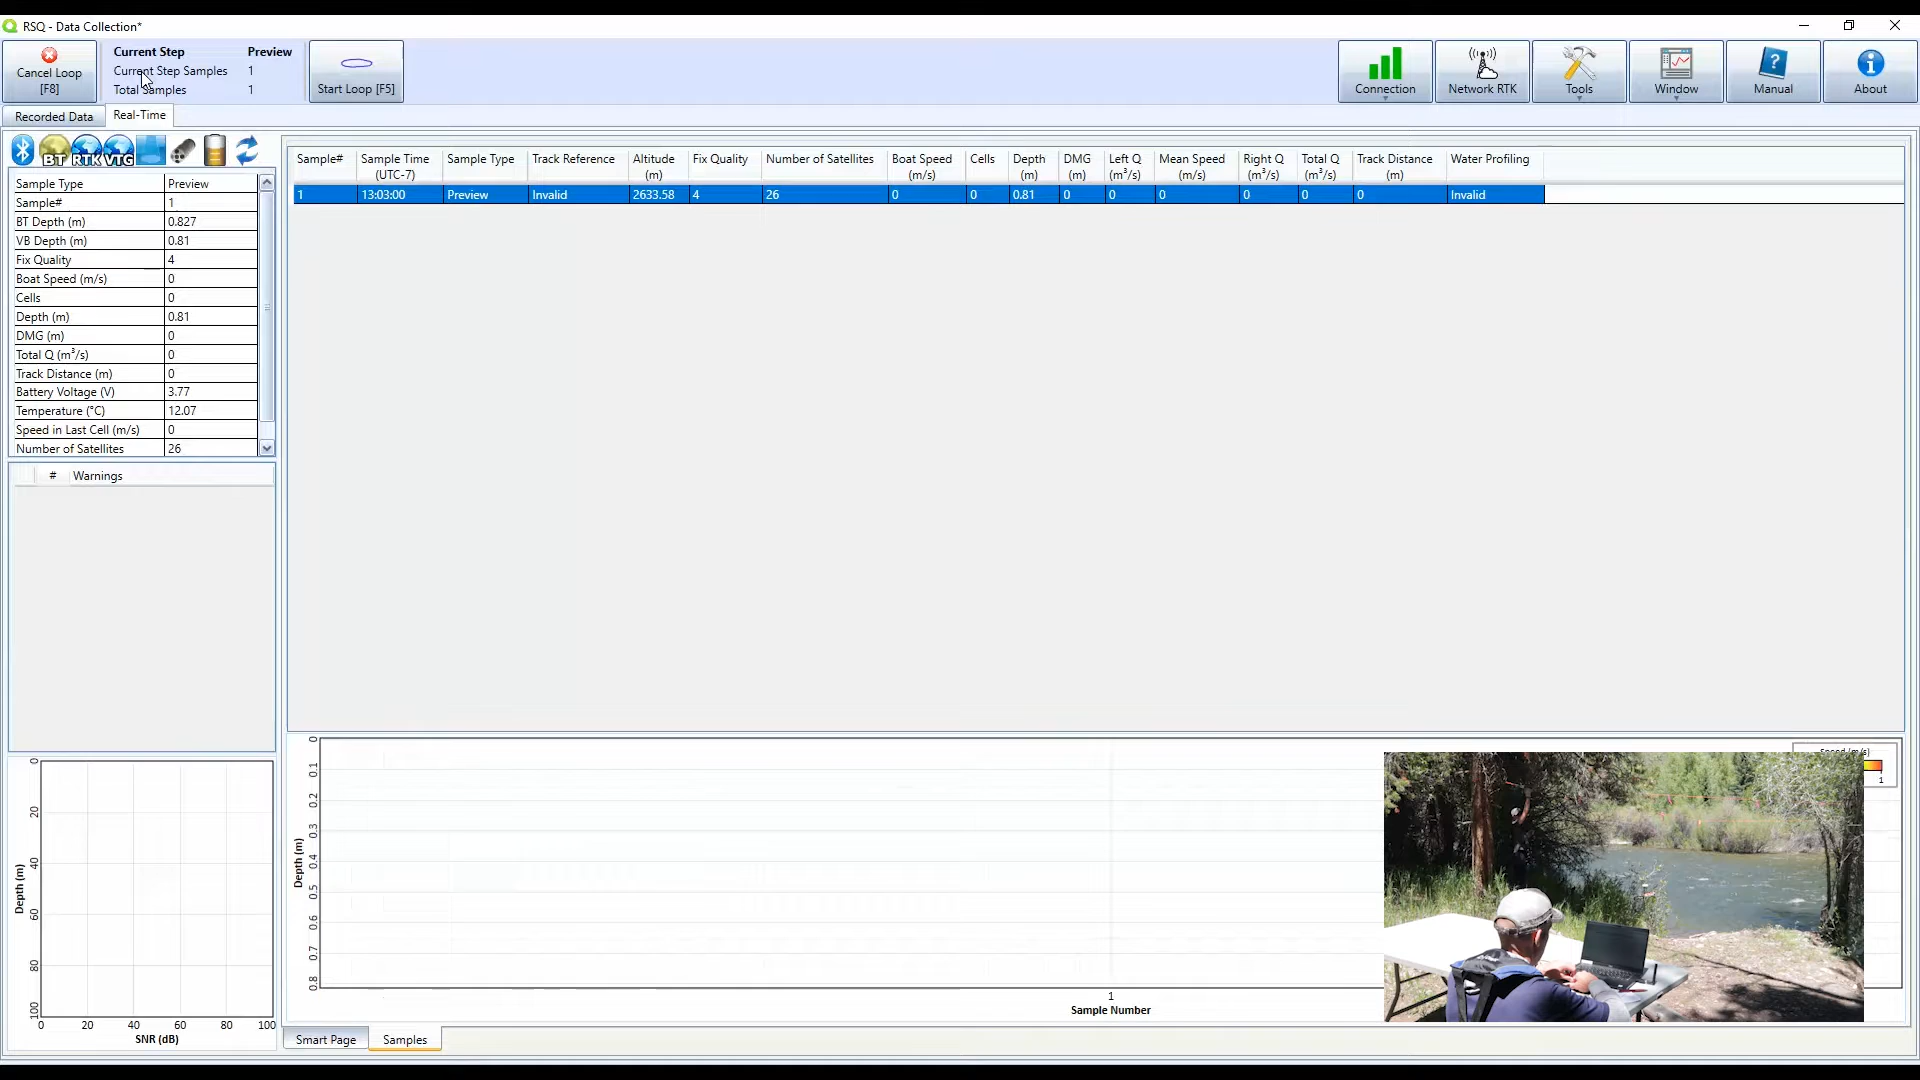 RSQ - Data Collection*
Cancel Loop
[F8]
Current Step Preview
Current Step Samples 1
Total Samples 1
Start Loop [F5]
Connection
Network RTK
Tools
Window
Manual
About
Recorded Data
Real-Time
BT
RTK
VTG
Sample Type Preview
Sample# 1
BT Depth (m) 0.827
VB Depth (m) 0.81
Fix Quality 4
Boat Speed (m/s) 0
Cells 0
Depth (m) 0.81
DMG (m) 0
Total Q (m³/s) 0
Track Distance (m) 0
Battery Voltage (V) 3.77
Temperature (°C) 12.07
Speed in Last Cell (m/s) 0
Number of Satellites 26
# Warnings
Sample# Sample Time Sample Type Track Reference Altitude Fix Quality Number of Satellites Boat Speed Cells Depth DMG Left Q Mean Speed Right Q Total Q Track Distance Water Profiling
(UTC-7) (m) (m/s) (m) (m) (m³/s) (m/s) (m³/s) (m³/s) (m)
1 13:03:00 Preview Invalid 2633.58 4 26 0 0 0.81 0 0 0 0 0 0 Invalid
0
20
40
60
80
100
Depth (m)
0 20 40 60 80 100
SNR (dB)
0
0.1
0.2
0.3
0.4
0.5
0.6
0.7
0.8
Depth (m)
1
Sample Number
Speed (m/s)
1
Smart Page
Samples